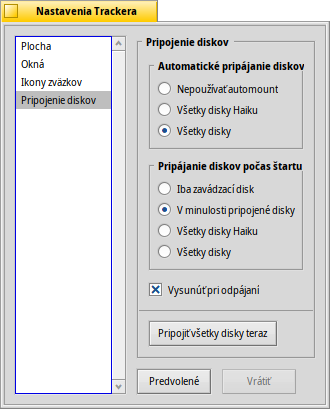 Nastavenia Trackera
Plocha
Okná
Ikony zväzkov
Pripojenie diskov
Pripojenie diskov
Automatické pripájanie diskov
Nepoužívať automount
Všetky disky Haiku
Všetky disky
Pripájanie diskov počas štartu
Iba zavádzací disk
V minulosti pripojené disky
Všetky disky Haiku
Všetky disky
Vysunúť pri odpájaní
Pripojiť všetky disky teraz
Predvolené
Vrátiť